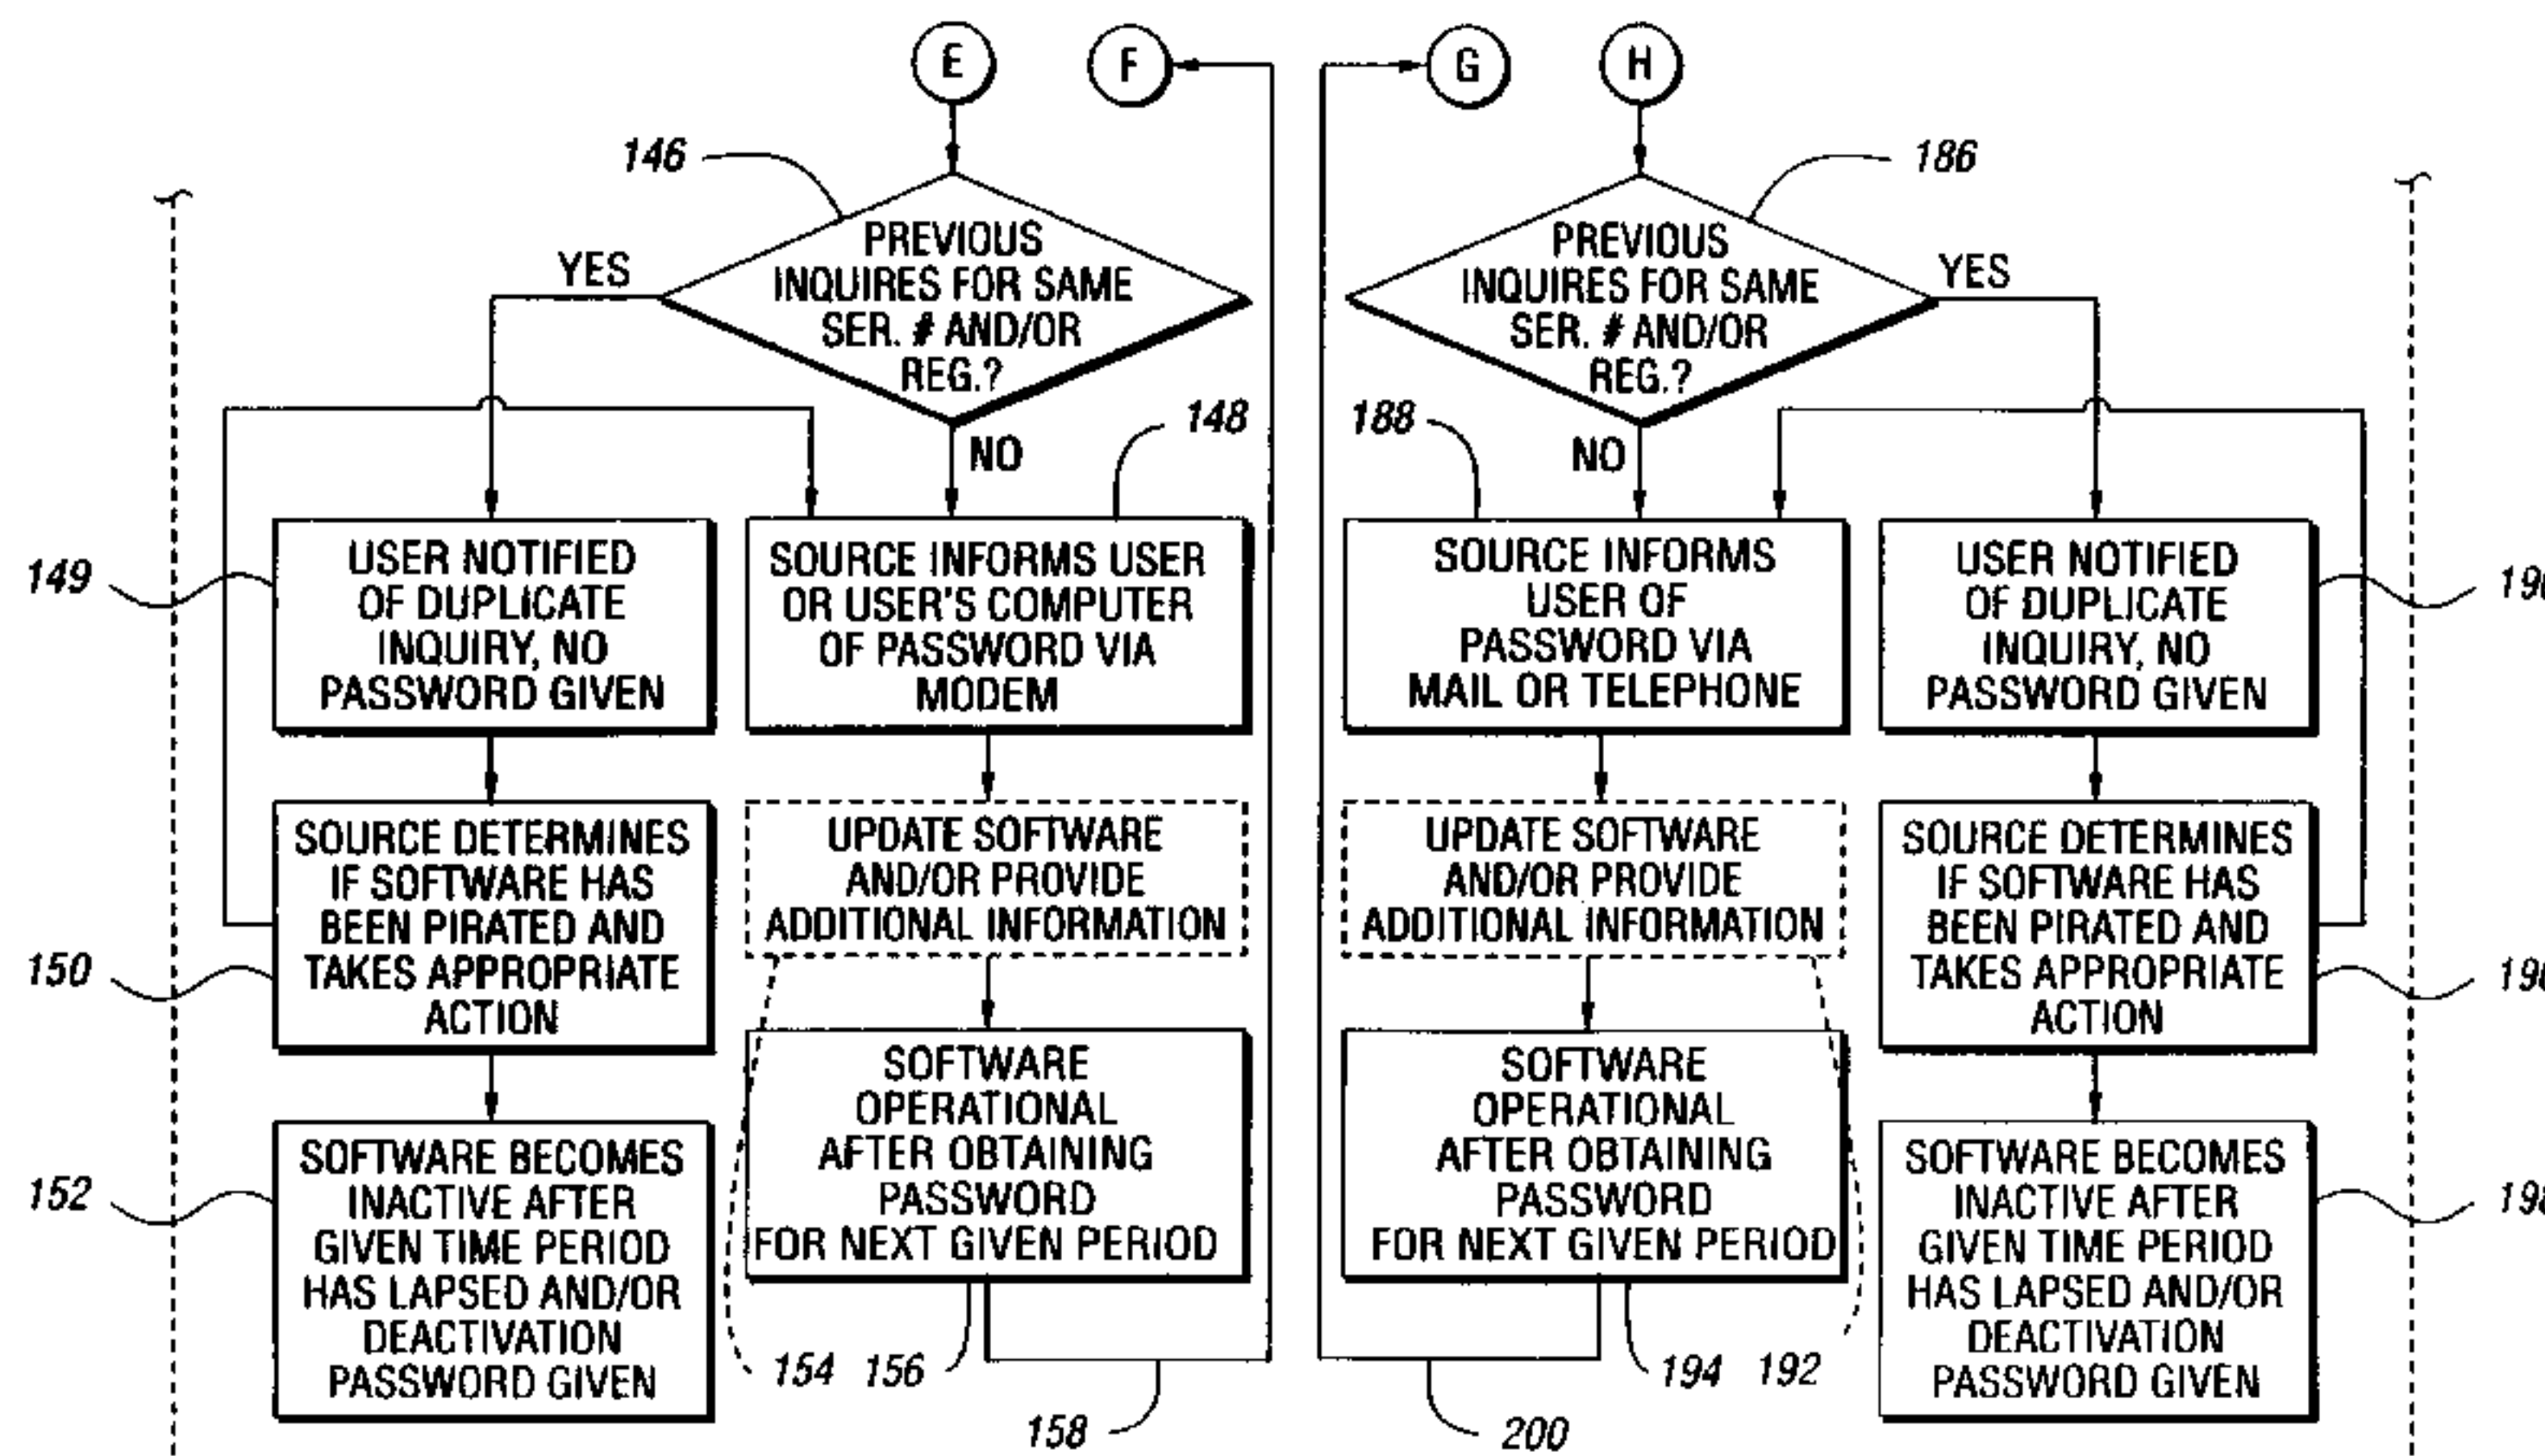 E
F
G
H
146
186
PREVIOUS
INQUIRES FOR SAME
SER. # AND/OR
REG.?
YES
NO
PREVIOUS
INQUIRES FOR SAME
SER. # AND/OR
REG.?
YES
NO
148
188
149
USER NOTIFIED
OF DUPLICATE
INQUIRY, NO
PASSWORD GIVEN
SOURCE INFORMS USER
OR USER'S COMPUTER
OF PASSWORD VIA
MODEM
SOURCE INFORMS
USER OF
PASSWORD VIA
MAIL OR TELEPHONE
USER NOTIFIED
OF DUPLICATE
INQUIRY, NO
PASSWORD GIVEN
150
SOURCE DETERMINES
IF SOFTWARE HAS
BEEN PIRATED AND
TAKES APPROPRIATE
ACTION
UPDATE SOFTWARE
AND/OR PROVIDE
ADDITIONAL INFORMATION
UPDATE SOFTWARE
AND/OR PROVIDE
ADDITIONAL INFORMATION
SOURCE DETERMINES
IF SOFTWARE HAS
BEEN PIRATED AND
TAKES APPROPRIATE
ACTION
152
SOFTWARE BECOMES
INACTIVE AFTER
GIVEN TIME PERIOD
HAS LAPSED AND/OR
DEACTIVATION
PASSWORD GIVEN
SOFTWARE
OPERATIONAL
AFTER OBTAINING
PASSWORD
FOR NEXT GIVEN PERIOD
SOFTWARE
OPERATIONAL
AFTER OBTAINING
PASSWORD
FOR NEXT GIVEN PERIOD
SOFTWARE BECOMES
INACTIVE AFTER
GIVEN TIME PERIOD
HAS LAPSED AND/OR
DEACTIVATION
PASSWORD GIVEN
154
156
194
192
158
200